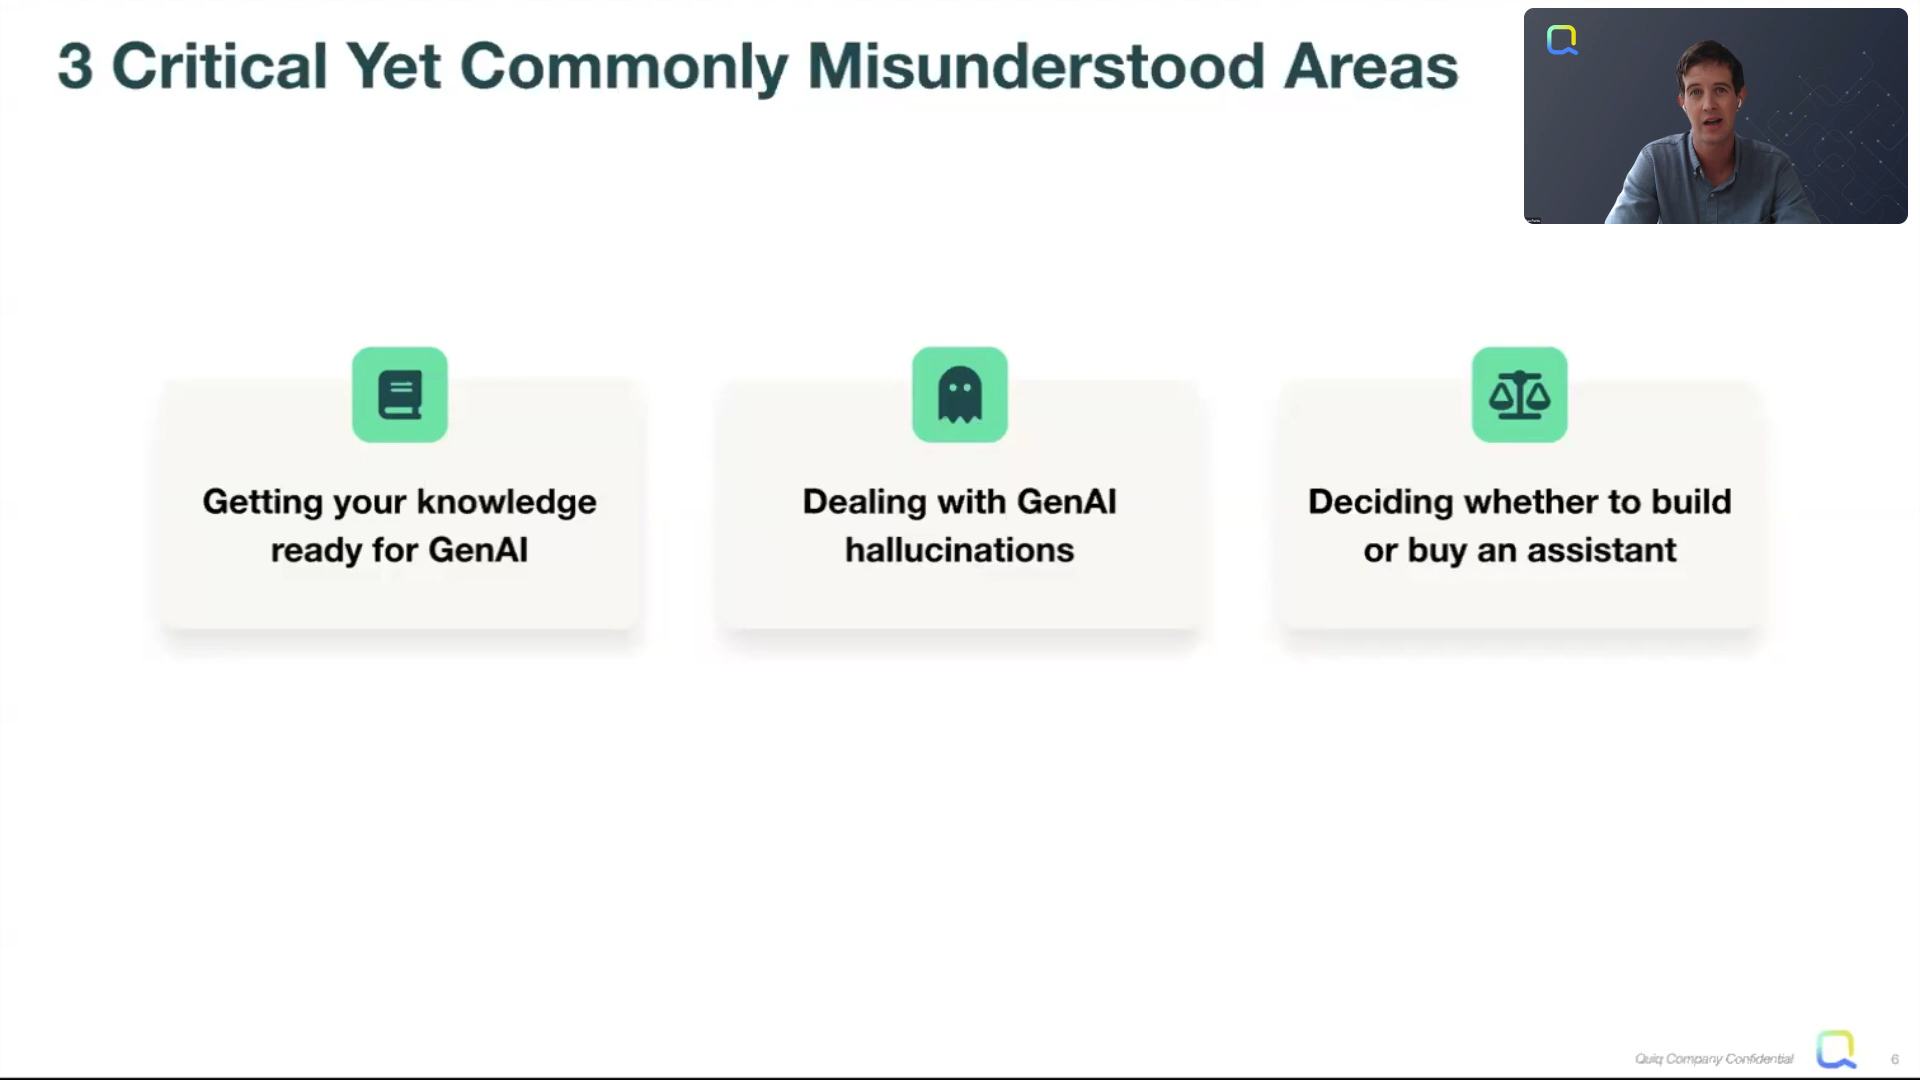 3 Critical Yet Commonly Misunderstood Areas
Getting your knowledge
ready for GenAI
Dealing with GenAI
hallucinations
Deciding whether to build
or buy an assistant
Quiq Company Confidential
6